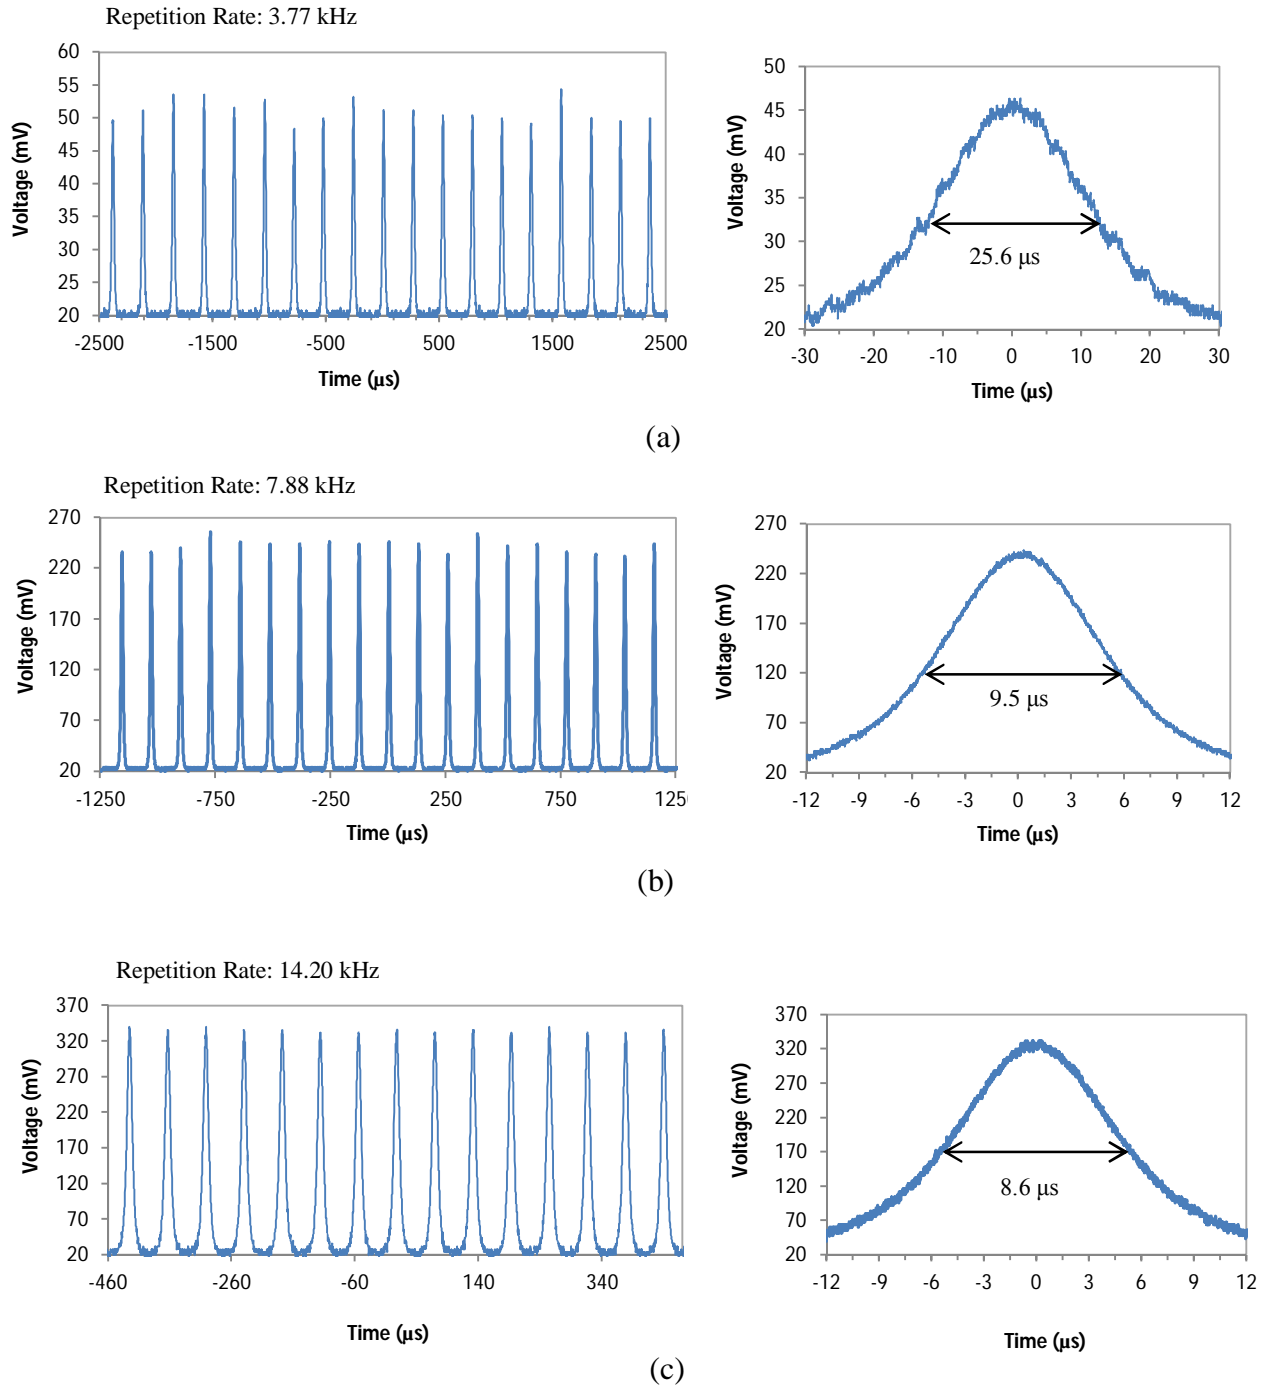 Repetition Rate: 3.77 kHz
Voltage (mV)
60
55
50
45
40
35
30
25
20
-2500 -1500 -500 500 1500 2500
Time (µs)
Voltage (mV)
50
45
40
35
30
25
20
25.6 µs
-30 -20 -10 0 10 20 30
Time (µs)
(a)
Repetition Rate: 7.88 kHz
Voltage (mV)
270
220
170
120
70
20
-1250 -750 -250 250 750 125
Time (µs)
Voltage (mV)
270
220
170
120
70
20
9.5 µs
-12 -9 -6 -3 0 3 6 9 12
Time (µs)
(b)
Repetition Rate: 14.20 kHz
Voltage (mV)
370
320
270
220
170
120
70
20
-460 -260 -60 140 340
Time (µs)
Voltage (mV)
370
320
270
220
170
120
70
20
8.6 µs
-12 -9 -6 -3 0 3 6 9 12
Time (µs)
(c)